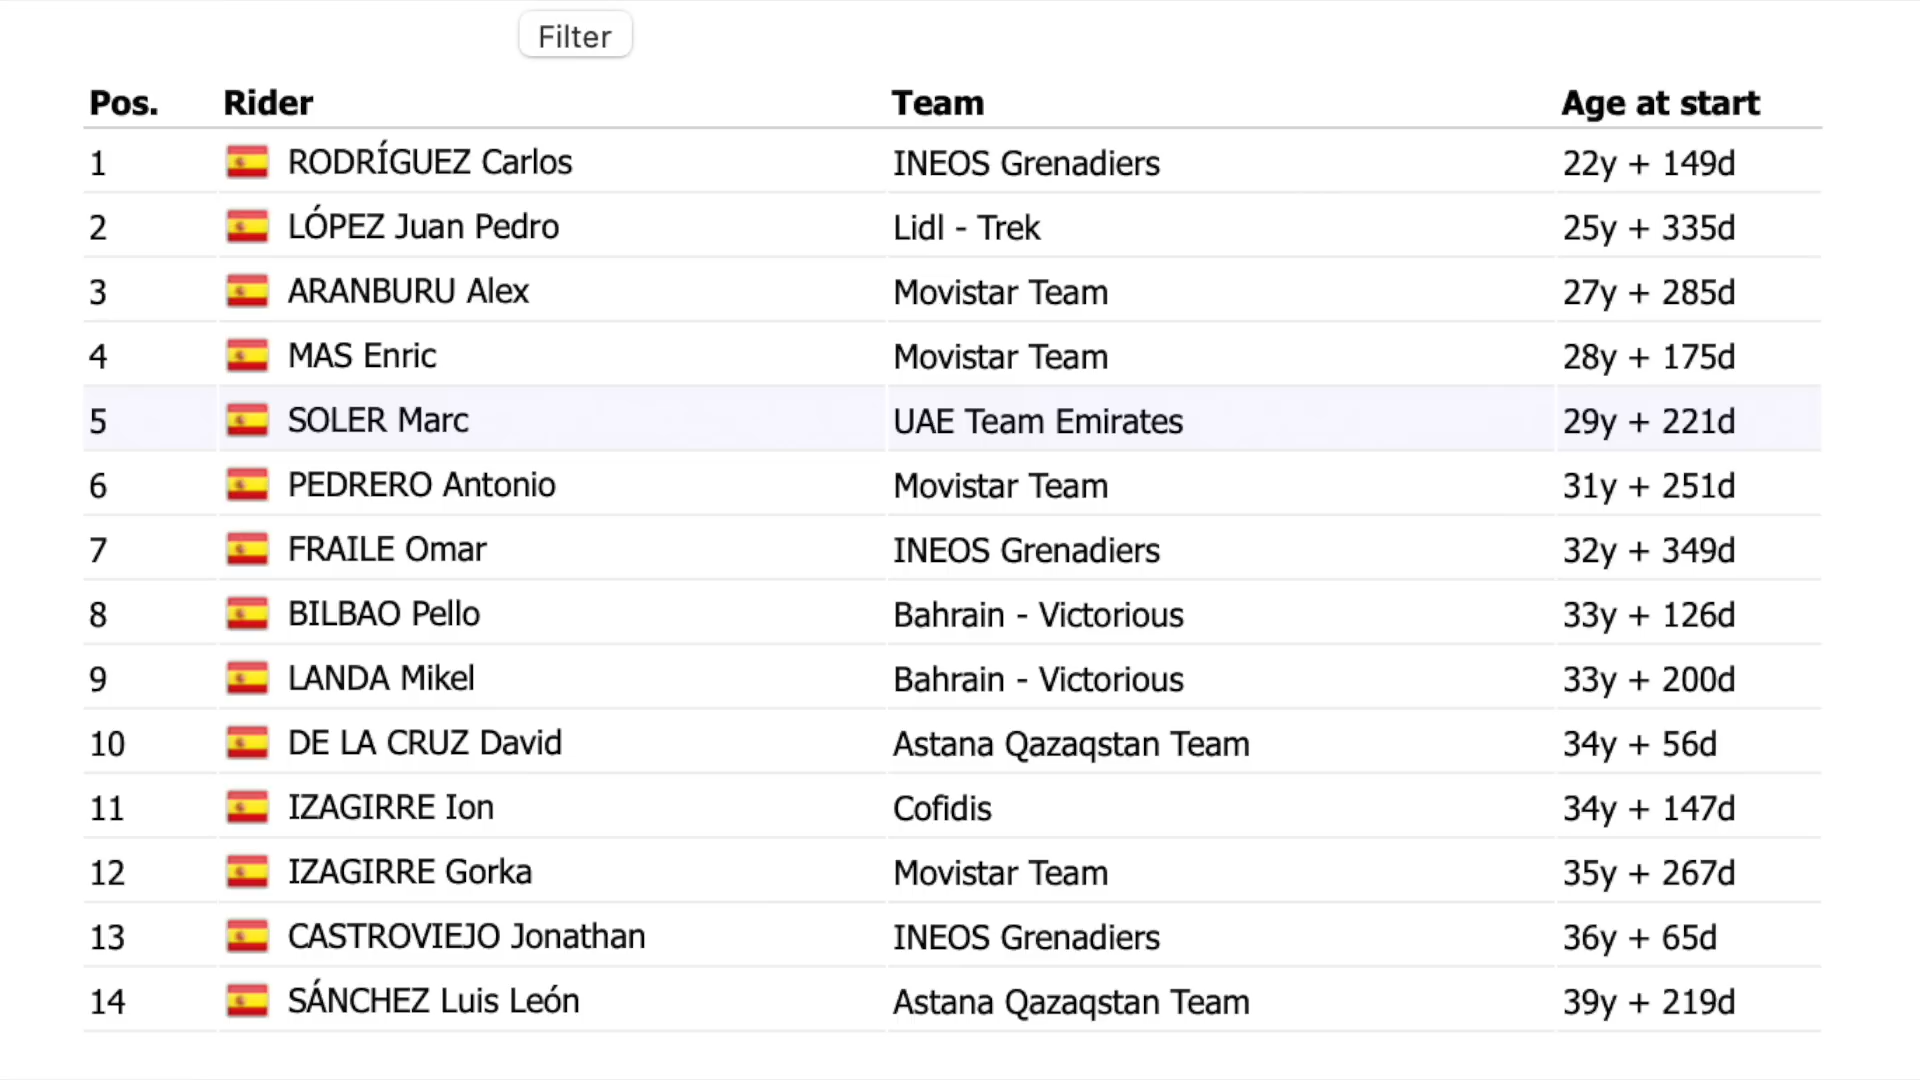 Filter
Pos. Rider Team Age at start
1 RODRÍGUEZ Carlos INEOS Grenadiers 22y + 149d
2 LÓPEZ Juan Pedro Lidl - Trek 25y + 335d
3 ARANBURU Alex Movistar Team 27y + 285d
4 MAS Enric Movistar Team 28y + 175d
5 SOLER Marc UAE Team Emirates 29y + 221d
6 PEDRERO Antonio Movistar Team 31y + 251d
7 FRAILE Omar INEOS Grenadiers 32y + 349d
8 BILBAO Pello Bahrain - Victorious 33y + 126d
9 LANDA Mikel Bahrain - Victorious 33y + 200d
10 DE LA CRUZ David Astana Qazaqstan Team 34y + 56d
11 IZAGIRRE Ion Cofidis 34y + 147d
12 IZAGIRRE Gorka Movistar Team 35y + 267d
13 CASTROVIEJO Jonathan INEOS Grenadiers 36y + 65d
14 SÁNCHEZ Luis León Astana Qazaqstan Team 39y + 219d